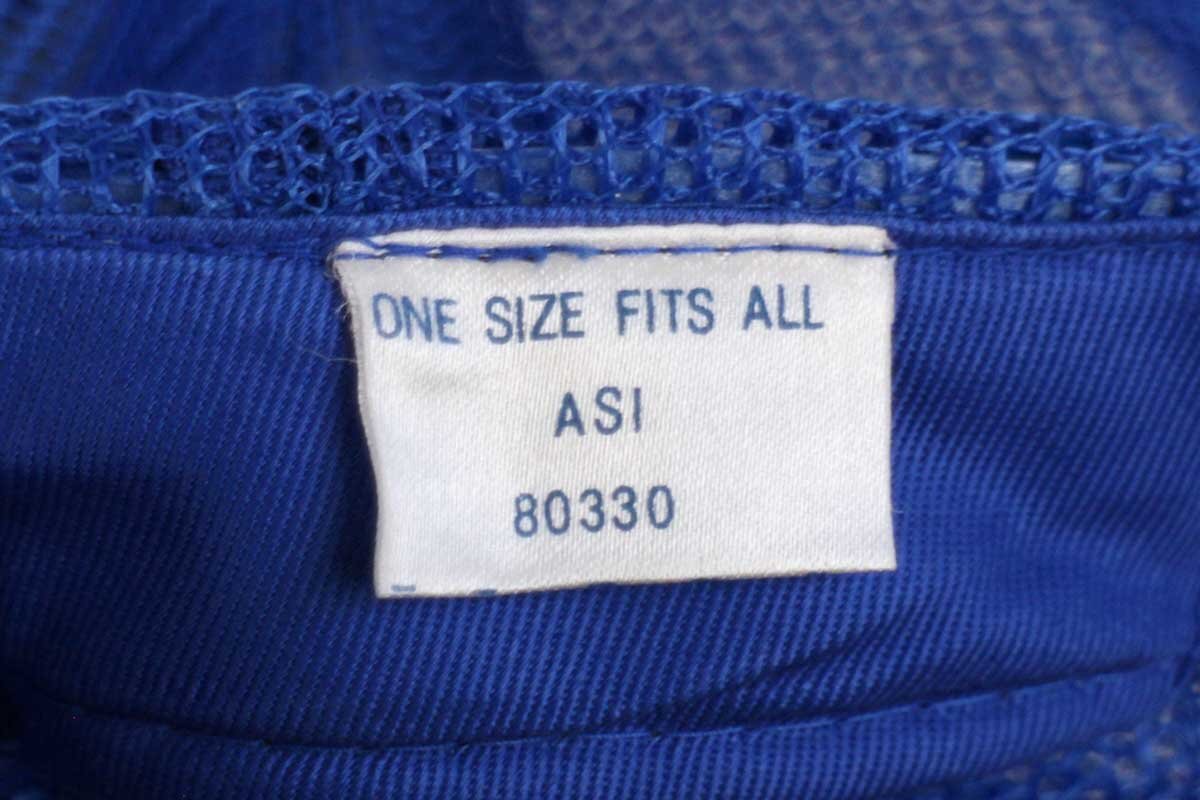 ONE SIZE FITS ALL
ASI
80330